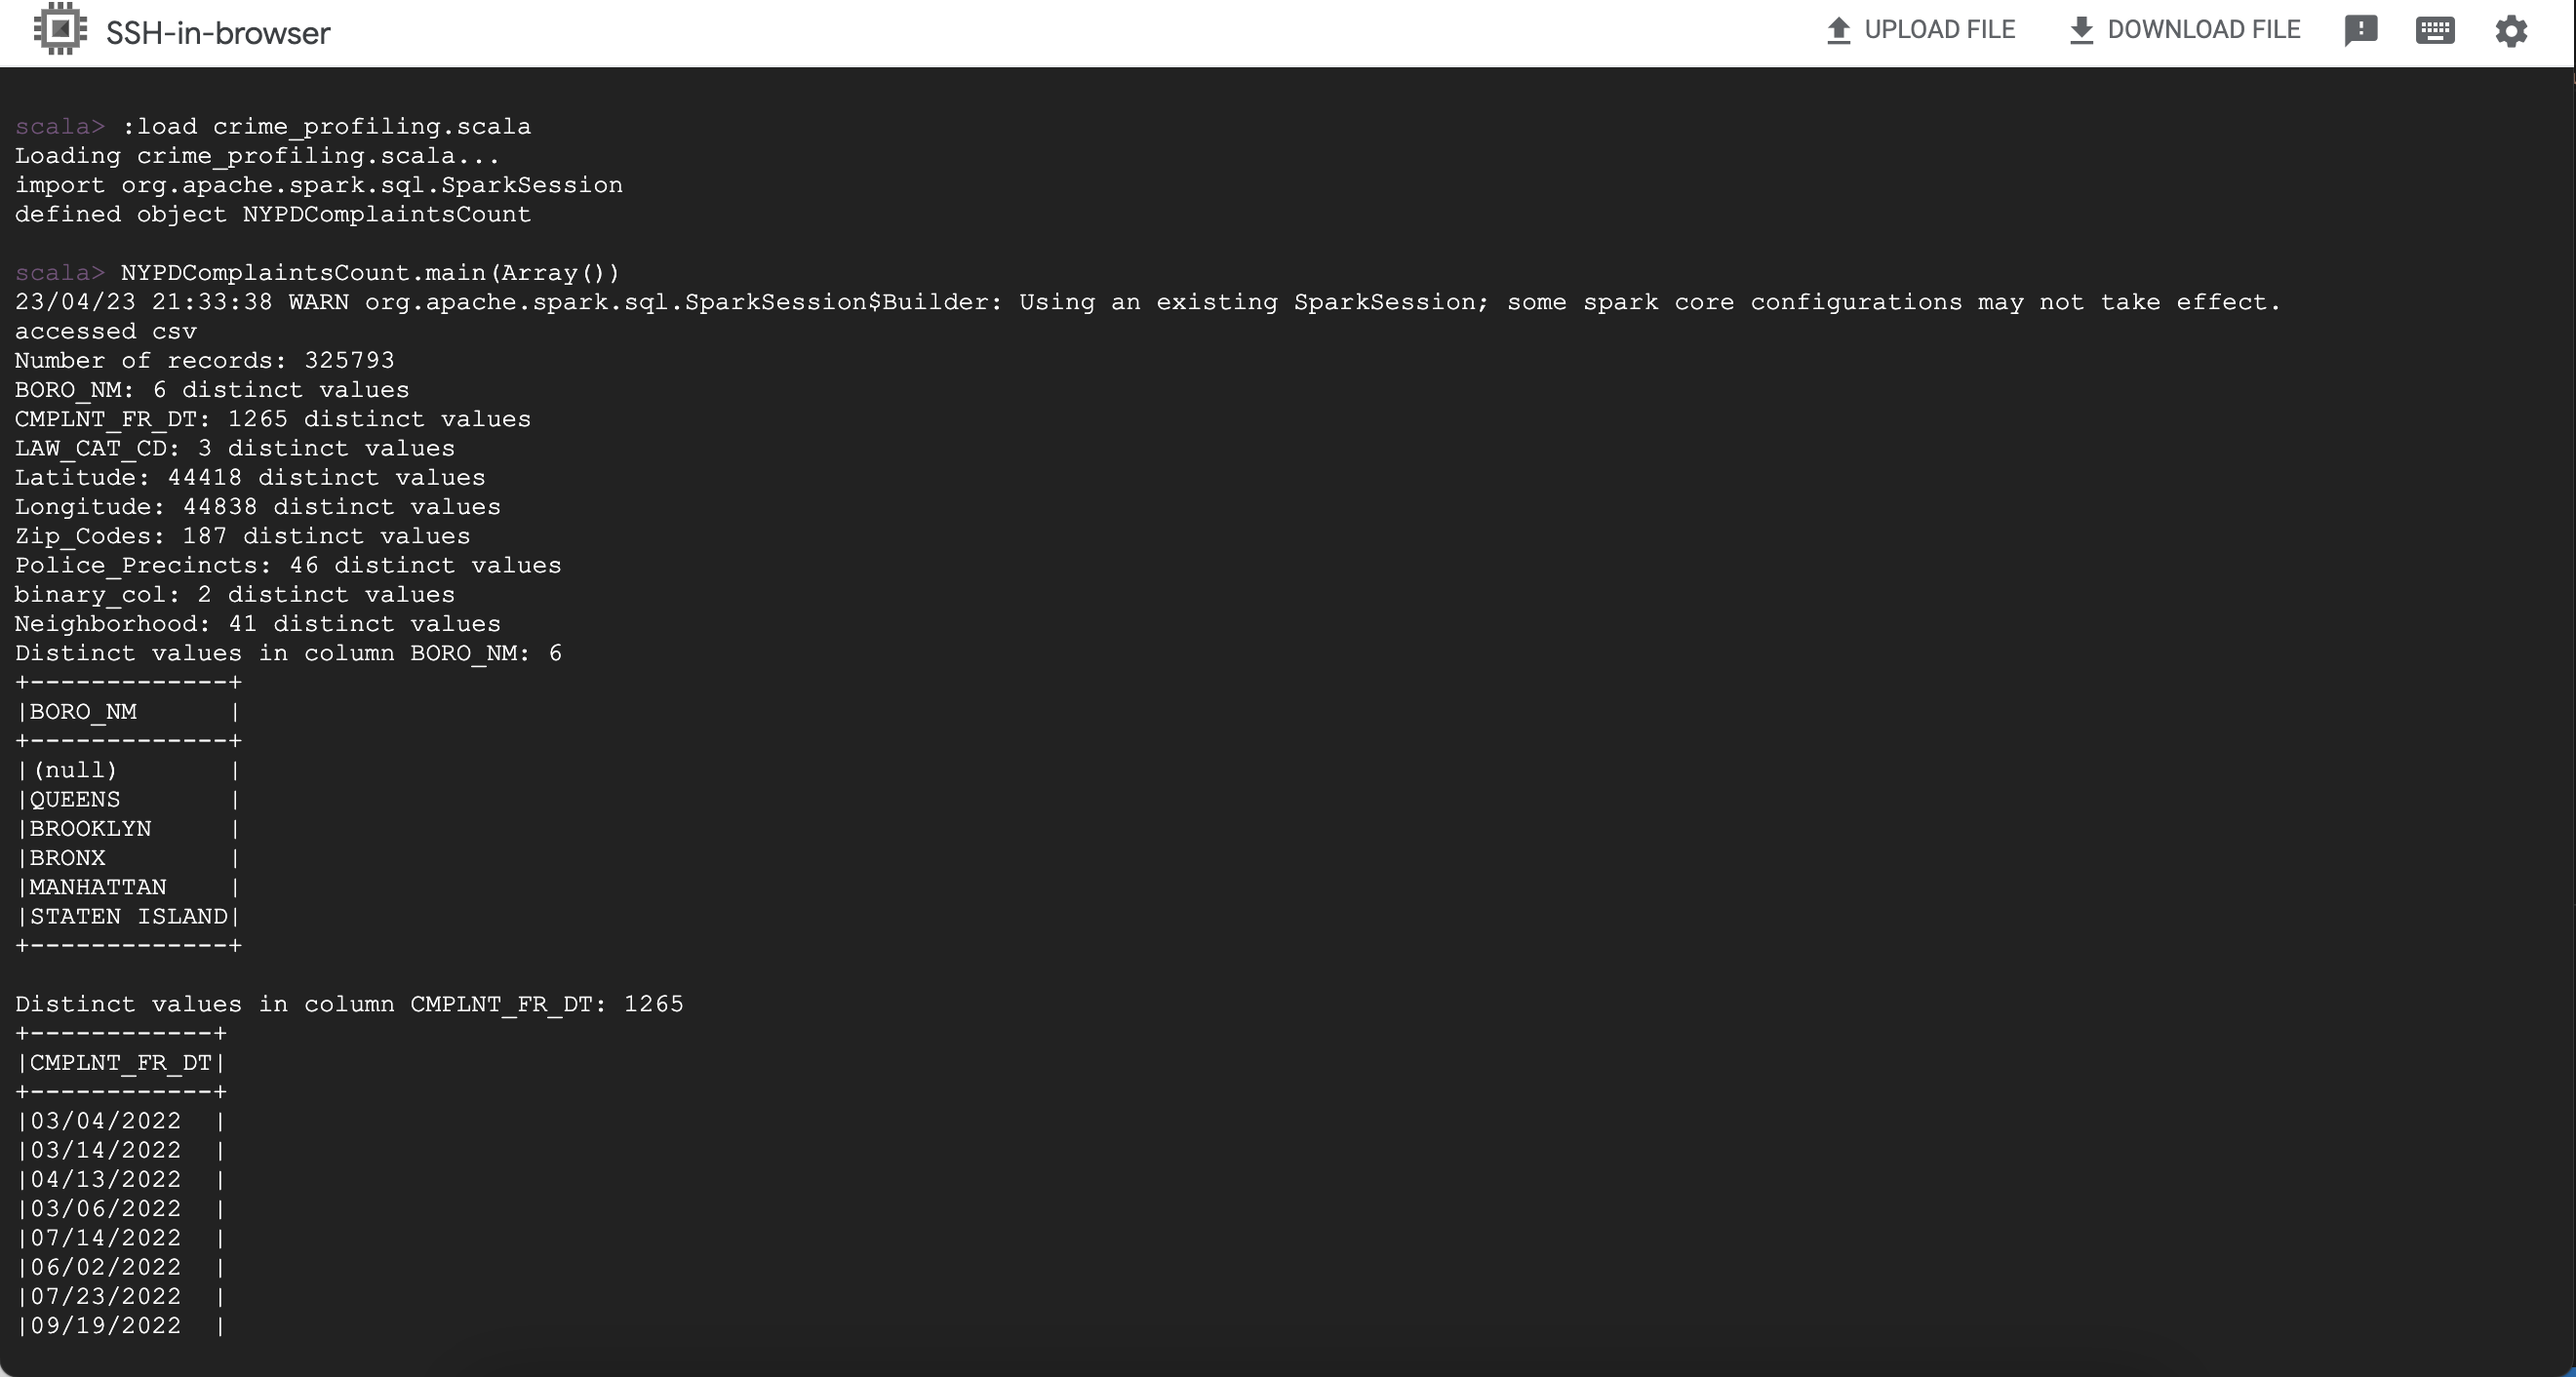 SSH-in-browser
UPLOAD FILE
DOWNLOAD FILE
scala> :load crime_profiling.scala
Loading crime_profiling.scala...
import org.apache.spark.sql.SparkSession
defined object NYPDComplaintsCount
scala> NYPDComplaintsCount.main(Array())
23/04/23 21:33:38 WARN org.apache.spark.sql.SparkSession$Builder: Using an existing SparkSession; some spark core configurations may not take effect.
accessed csv
Number of records: 325793
BORO_NM: 6 distinct values
CMPLNT_FR_DT: 1265 distinct values
LAW_CAT_CD: 3 distinct values
Latitude: 44418 distinct values
Longitude: 44838 distinct values
Zip_Codes: 187 distinct values
Police_Precincts: 46 distinct values
binary_col: 2 distinct values
Neighborhood: 41 distinct values
Distinct values in column BORO_NM: 6
+-------------+
|BORO_NM      |
+-------------+
|(null)       |
|QUEENS       |
|BROOKLYN     |
|BRONX        |
|MANHATTAN    |
|STATEN ISLAND|
+-------------+
Distinct values in column CMPLNT_FR_DT: 1265
+------------+
|CMPLNT_FR_DT|
+------------+
|03/04/2022  |
|03/14/2022  |
|04/13/2022  |
|03/06/2022  |
|07/14/2022  |
|06/02/2022  |
|07/23/2022  |
|09/19/2022  |